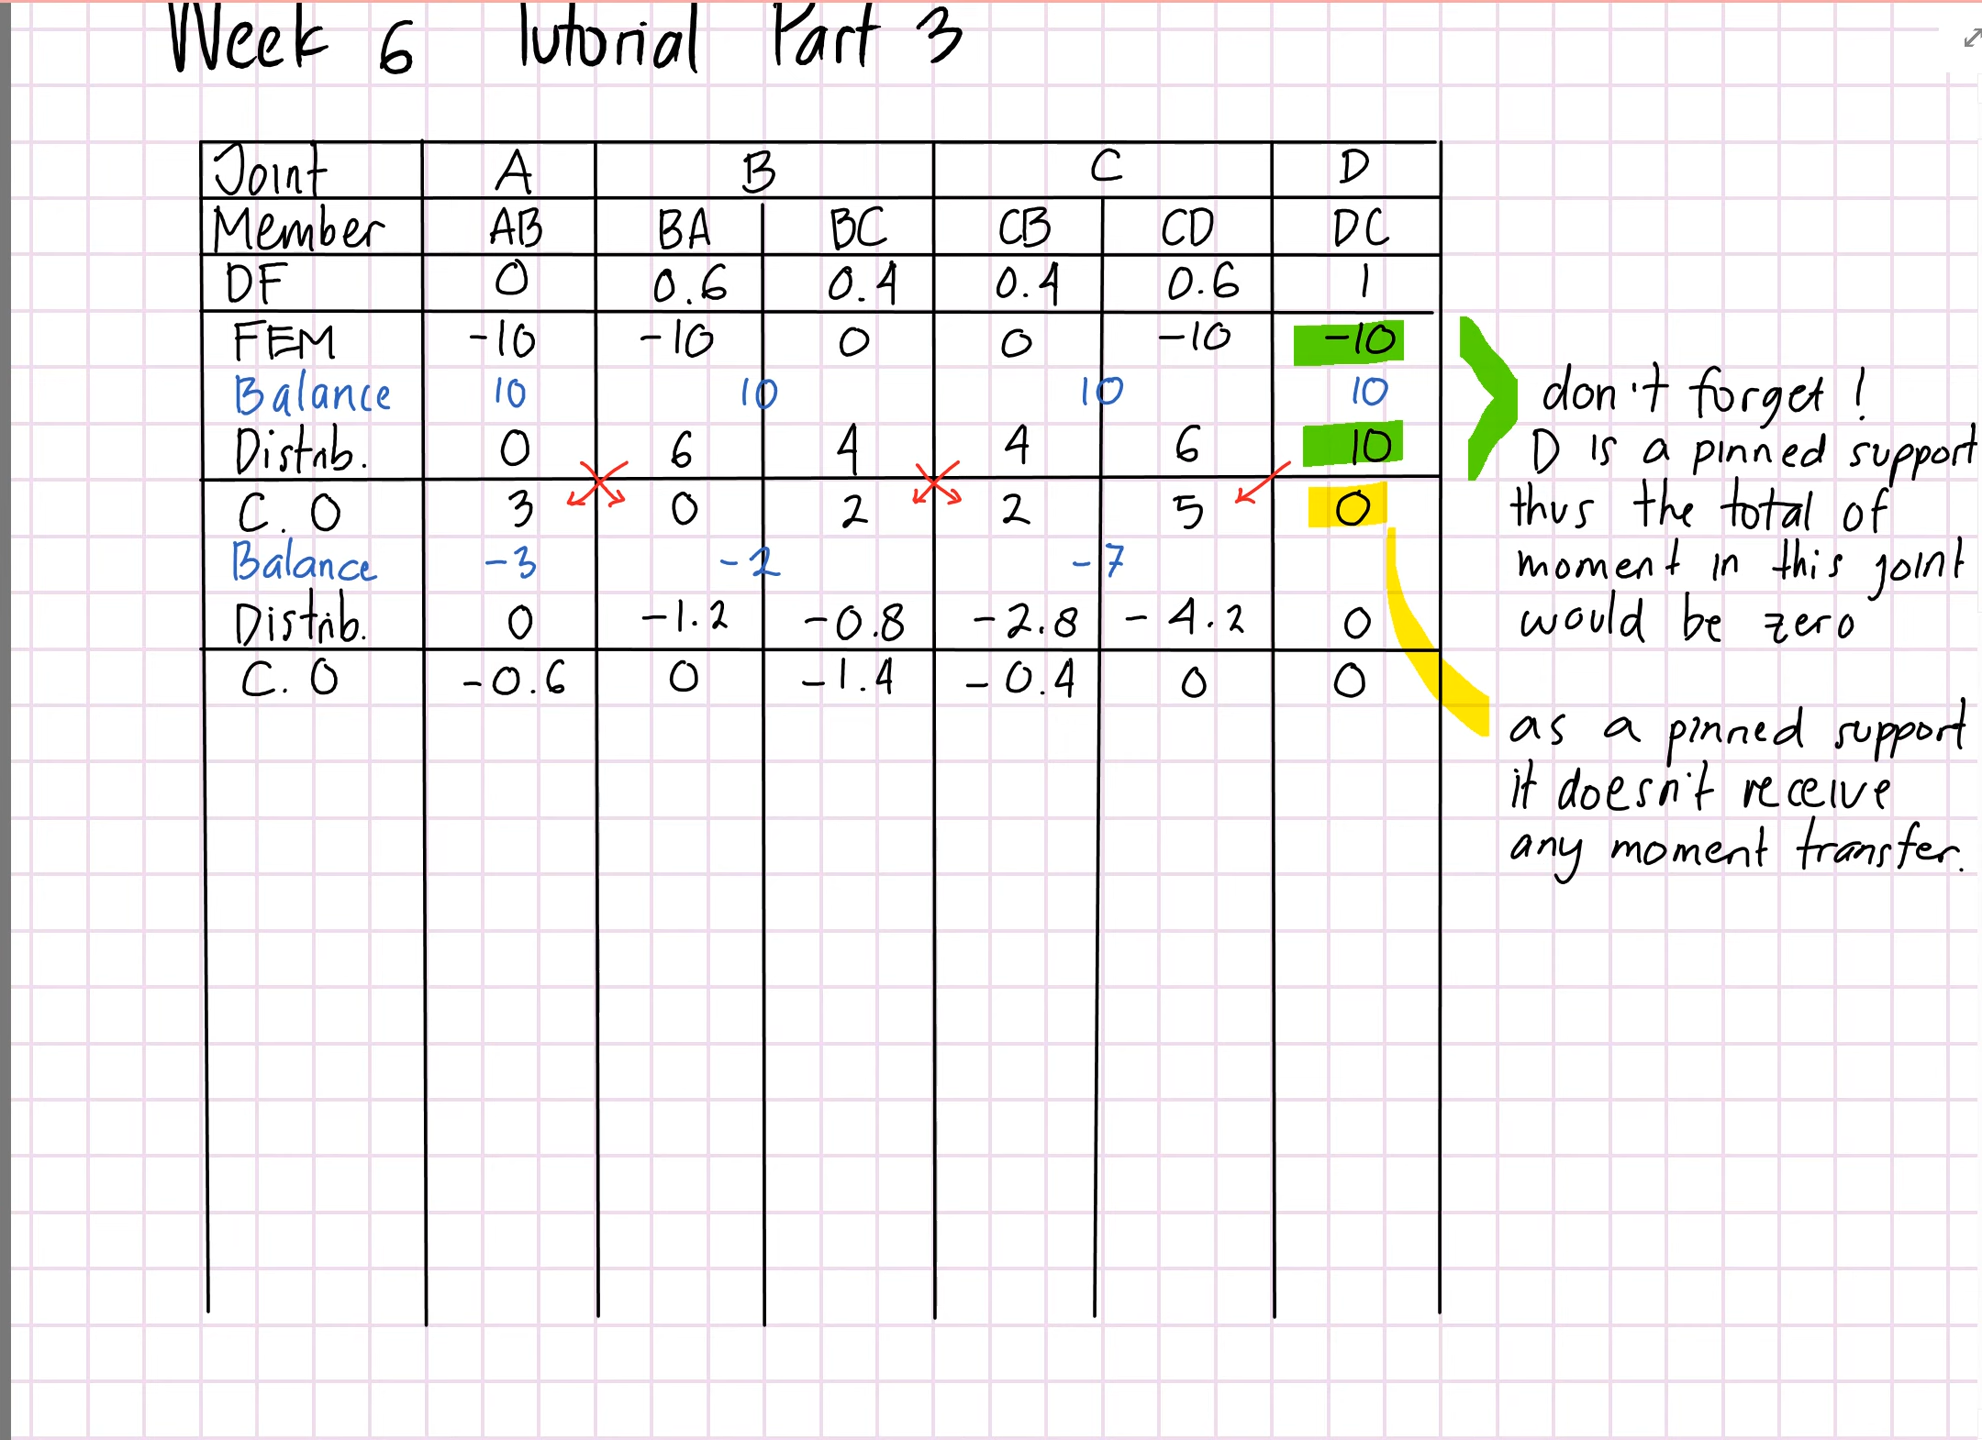 Week 6 Tutorial Part 3
Joint A B C D
Member AB BA BC CB CD DC
DF 0 0.6 0.4 0.4 0.6 1
FEM -10 -10 0 0 -10 -10
Balance 10 10 10 10
Distrib. 0 6 4 4 6 10
C.O 3 0 2 2 5 0
Balance -3 -2 -7
Distrib. 0 -1.2 -0.8 -2.8 -4.2 0
C.O -0.6 0 -1.4 -0.4 0 0
don't forget!
D is a pinned support
thus the total of
moment in this joint
would be zero
as a pinned support
it doesn't receive
any moment transfer.